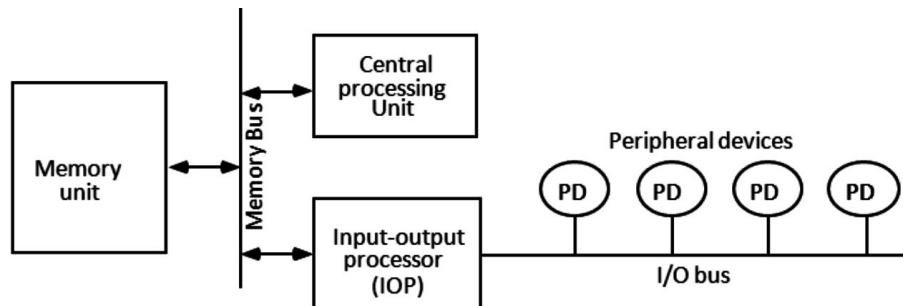 Central
processing
Unit
Memory
unit
Memory Bus
Peripheral devices
PD PD PD PD
Input-output
processor
(IOP)
I/O bus